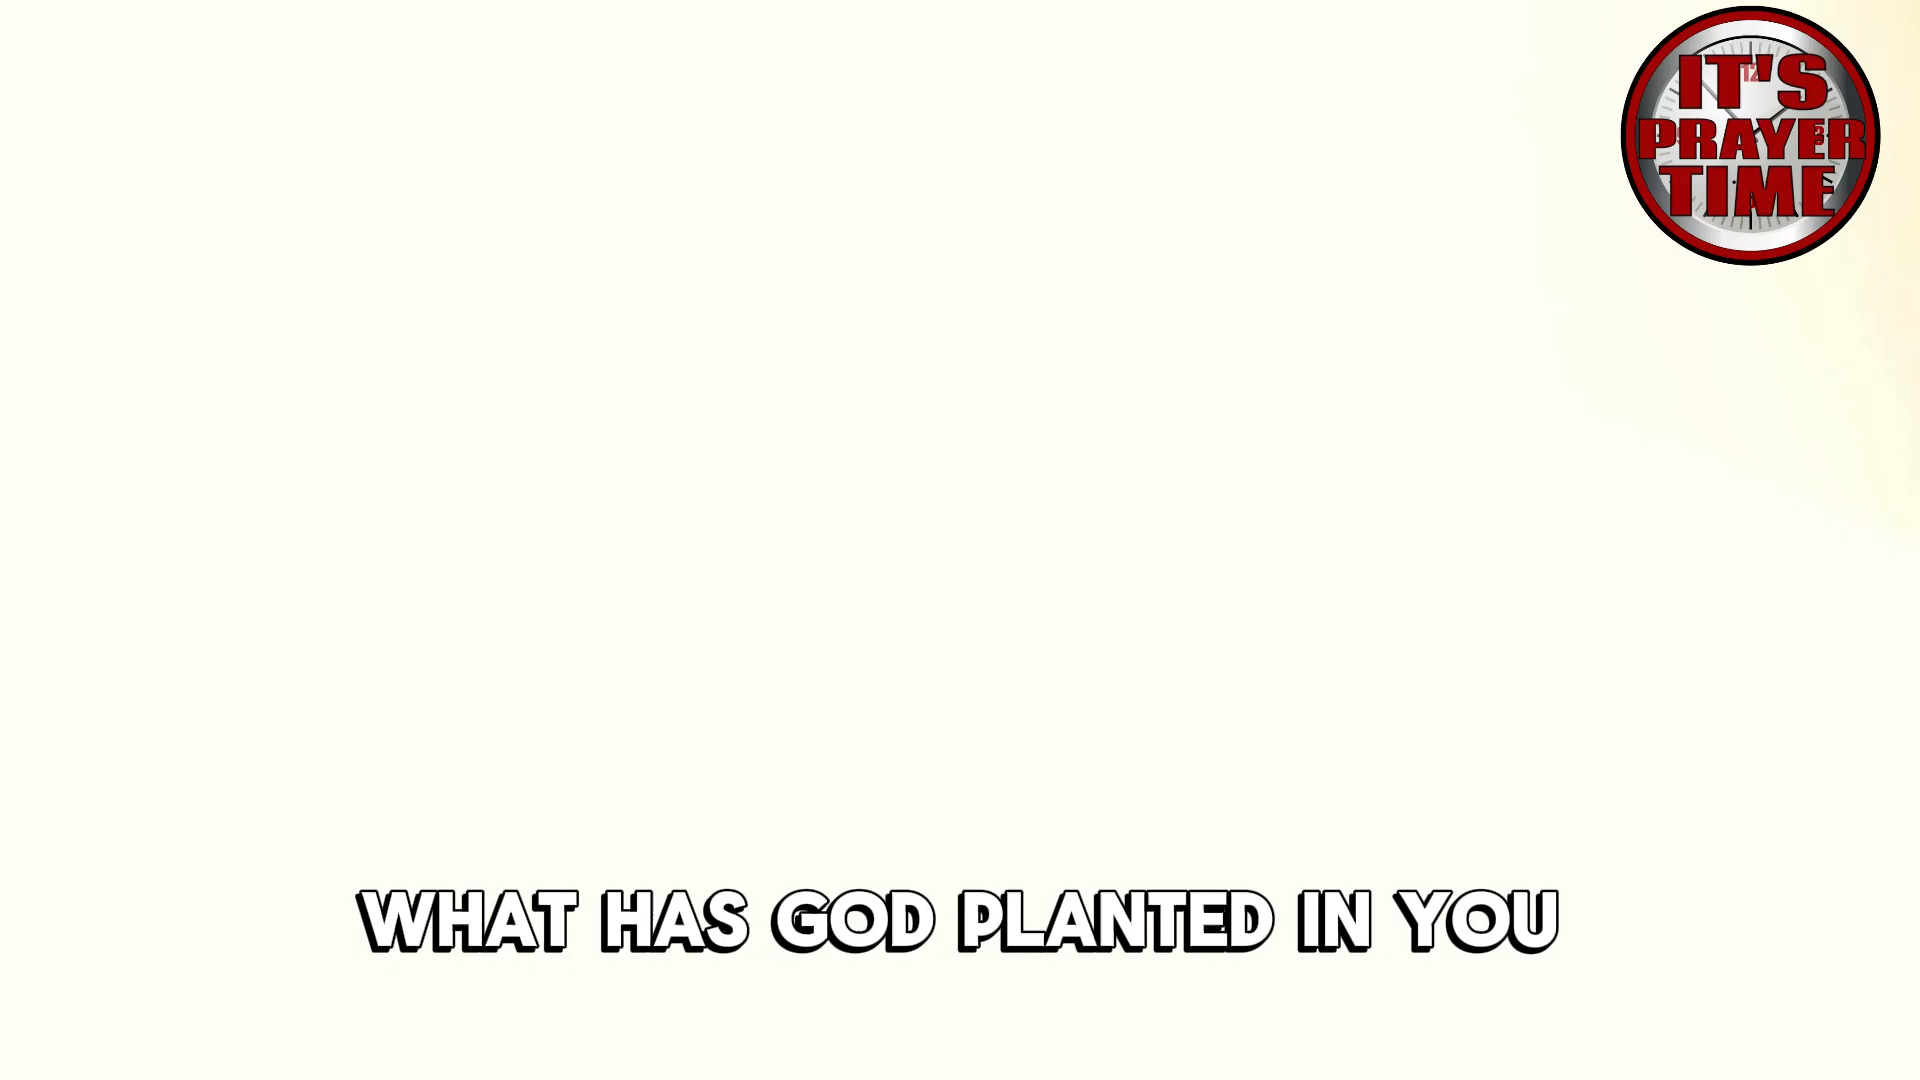 IT'S
PRAYER
TIME
WHAT HAS GOD PLANTED IN YOU